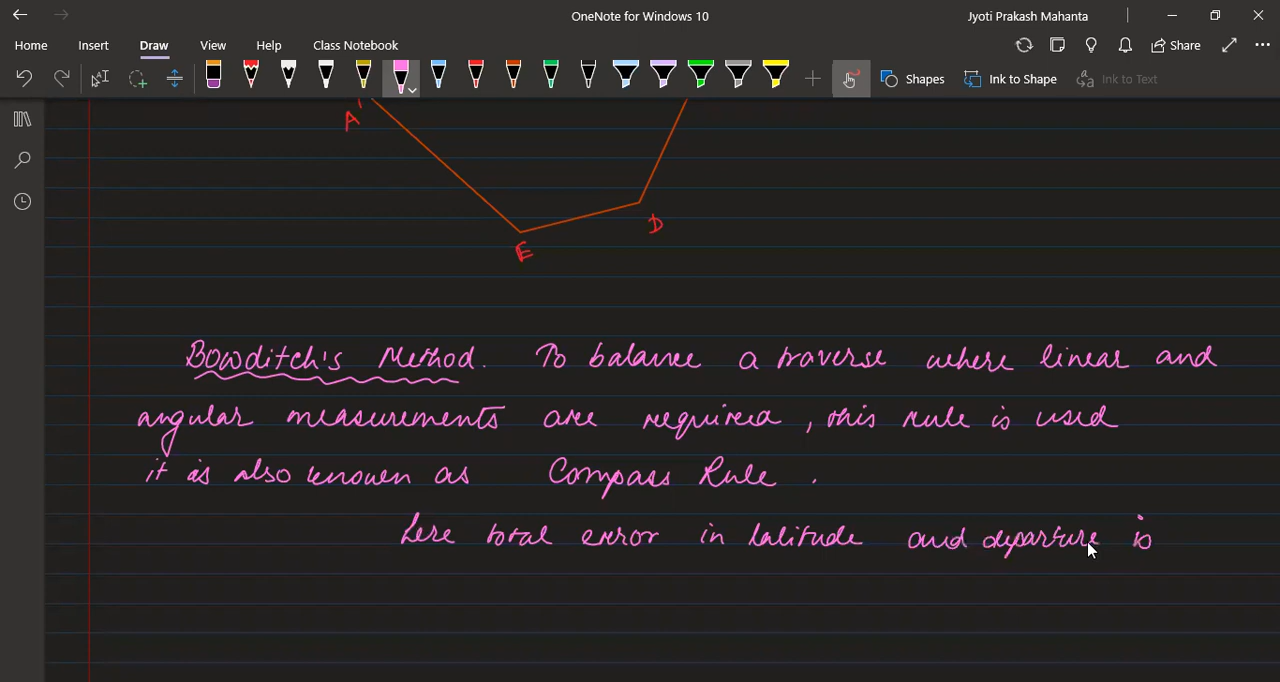 OneNote for Windows 10
Jyoti Prakash Mahanta
Home Insert Draw View Help Class Notebook
Share
Shapes Ink to Shape Ink to Text
A
D
E
Bowditch's Method. To balance a traverse where linear and
angular measurements are required, this rule is used
it is also known as Compass Rule.
here total error in latitude and departure is